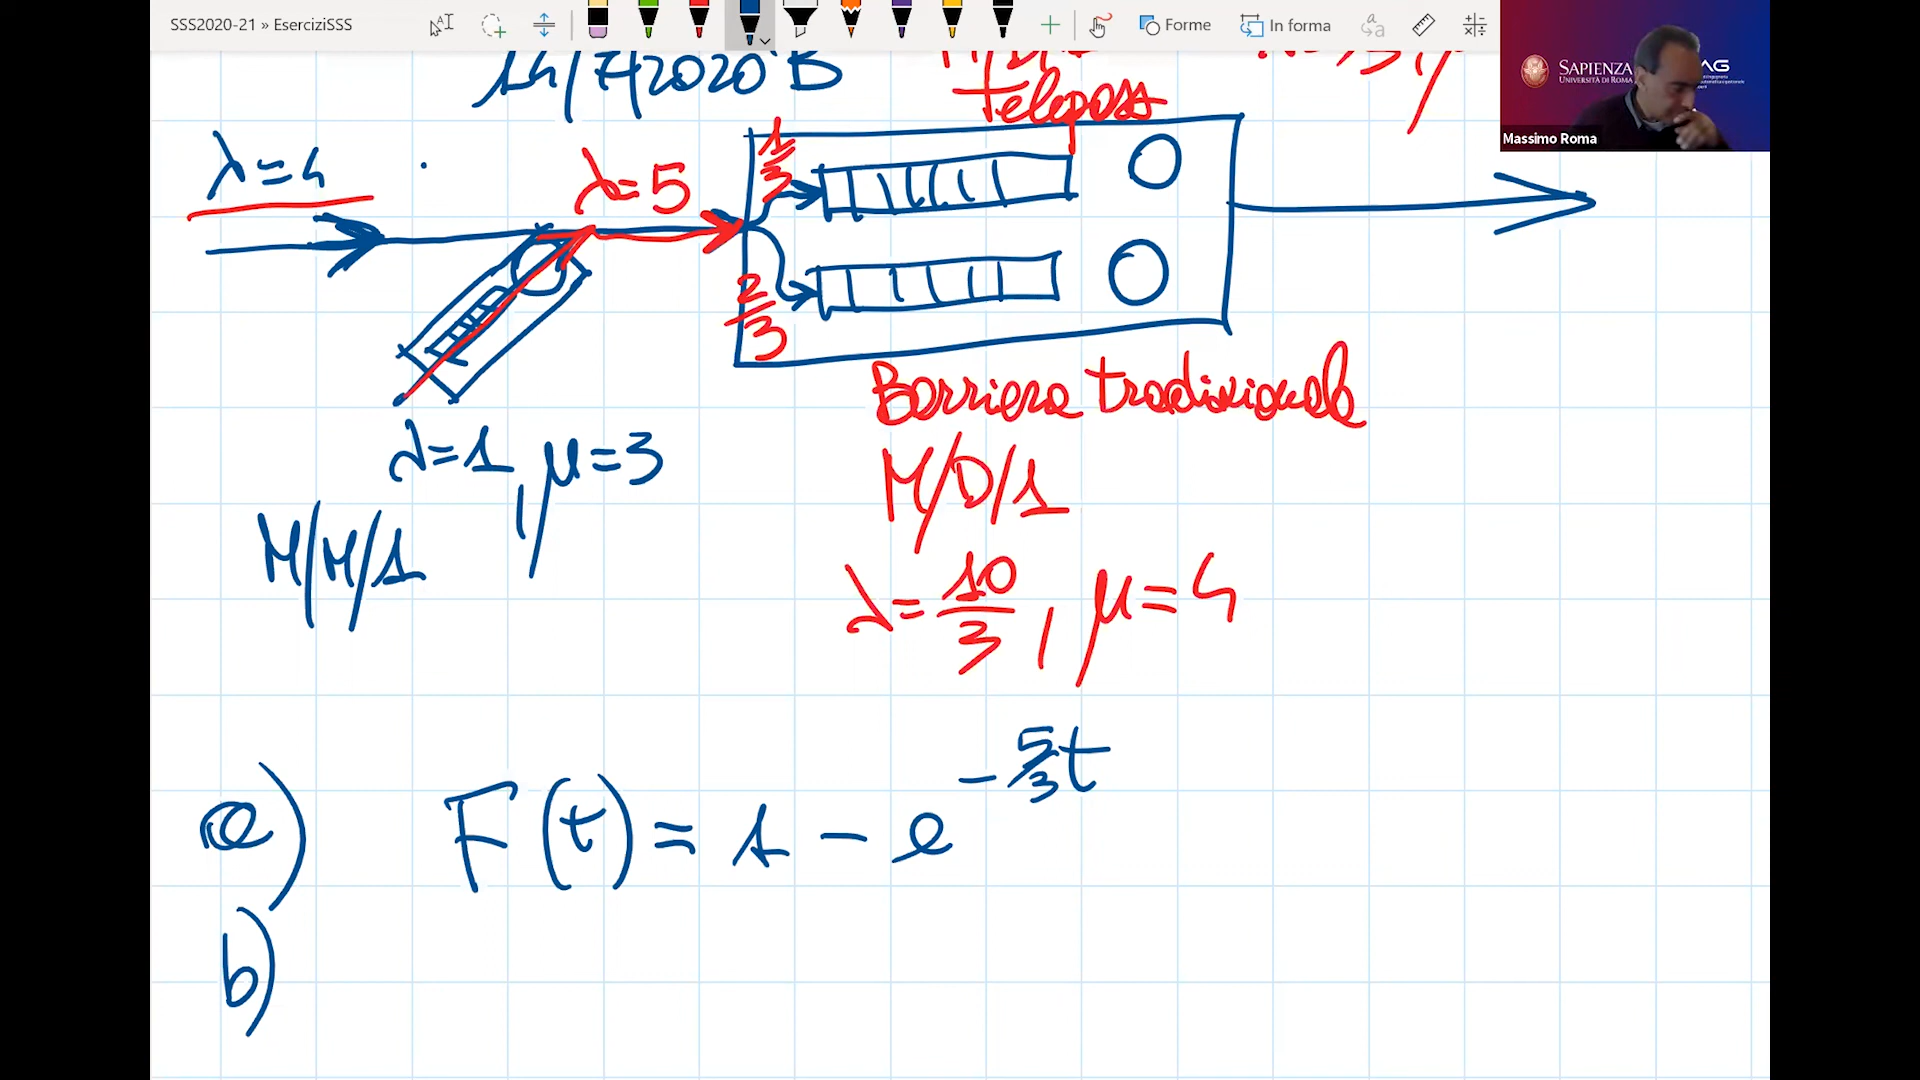 SSS2020-21 » EserciziSSS
Forme
In forma
SAPIENZA
UNIVERSITÀ DI ROMA
AG
Massimo Roma
14/7/2020 B
Telepass
λ=4
λ=5
1/3
2/3
Barriera tradizionale
λ=1, μ=3
M/D/1
M/M/1
λ=10/3, μ=4
a) F(t) = 1 - e^{-5/3 t}
b)